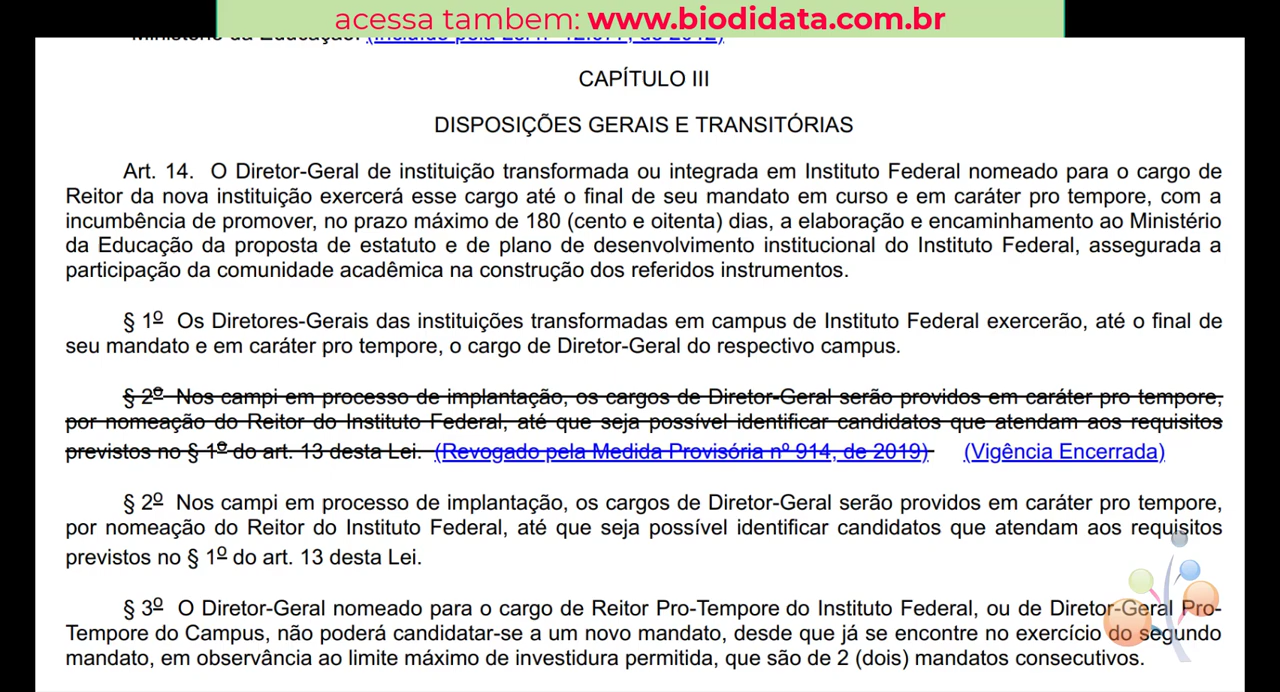 acessa tambem: www.biodidata.com.br
Ministério da Educação. (Incluído pela Lei nº 12.677, de 2012)
CAPÍTULO III
DISPOSIÇÕES GERAIS E TRANSITÓRIAS
Art. 14. O Diretor-Geral de instituição transformada ou integrada em Instituto Federal nomeado para o cargo de
Reitor da nova instituição exercerá esse cargo até o final de seu mandato em curso e em caráter pro tempore, com a
incumbência de promover, no prazo máximo de 180 (cento e oitenta) dias, a elaboração e encaminhamento ao Ministério
da Educação da proposta de estatuto e de plano de desenvolvimento institucional do Instituto Federal, assegurada a
participação da comunidade acadêmica na construção dos referidos instrumentos.
§ 1º Os Diretores-Gerais das instituições transformadas em campus de Instituto Federal exercerão, até o final de
seu mandato e em caráter pro tempore, o cargo de Diretor-Geral do respectivo campus.
§ 2º Nos campi em processo de implantação, os cargos de Diretor-Geral serão providos em caráter pro tempore,
por nomeação do Reitor do Instituto Federal, até que seja possível identificar candidatos que atendam aos requisitos
previstos no § 1º do art. 13 desta Lei. (Revogado pela Medida Provisória nº 914, de 2019) (Vigência Encerrada)
§ 2º Nos campi em processo de implantação, os cargos de Diretor-Geral serão providos em caráter pro tempore,
por nomeação do Reitor do Instituto Federal, até que seja possível identificar candidatos que atendam aos requisitos
previstos no § 1º do art. 13 desta Lei.
§ 3º O Diretor-Geral nomeado para o cargo de Reitor Pro-Tempore do Instituto Federal, ou de Diretor-Geral Pro-
Tempore do Campus, não poderá candidatar-se a um novo mandato, desde que já se encontre no exercício do segundo
mandato, em observância ao limite máximo de investidura permitida, que são de 2 (dois) mandatos consecutivos.